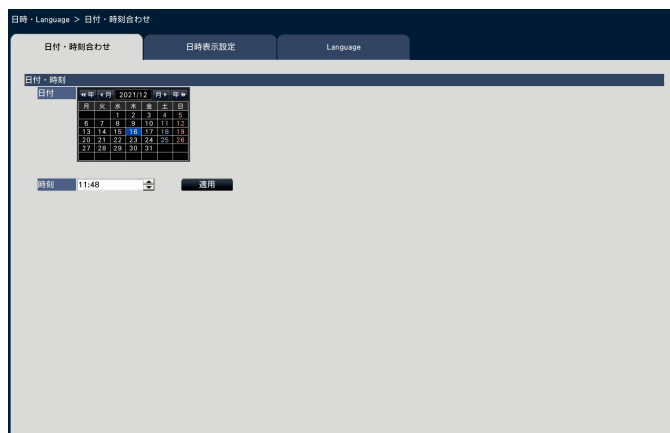 日時・Language > 日付・時刻合わせ
日付・時刻合わせ 日時表示設定 Language
日付・時刻
日付 ◀◀年 ◀月 2021/12 月▶ 年▶▶
月 火 水 木 金 土 日
1 2 3 4 5
6 7 8 9 10 11 12
13 14 15 16 17 18 19
20 21 22 23 24 25 26
27 28 29 30 31
時刻 11:48 適用